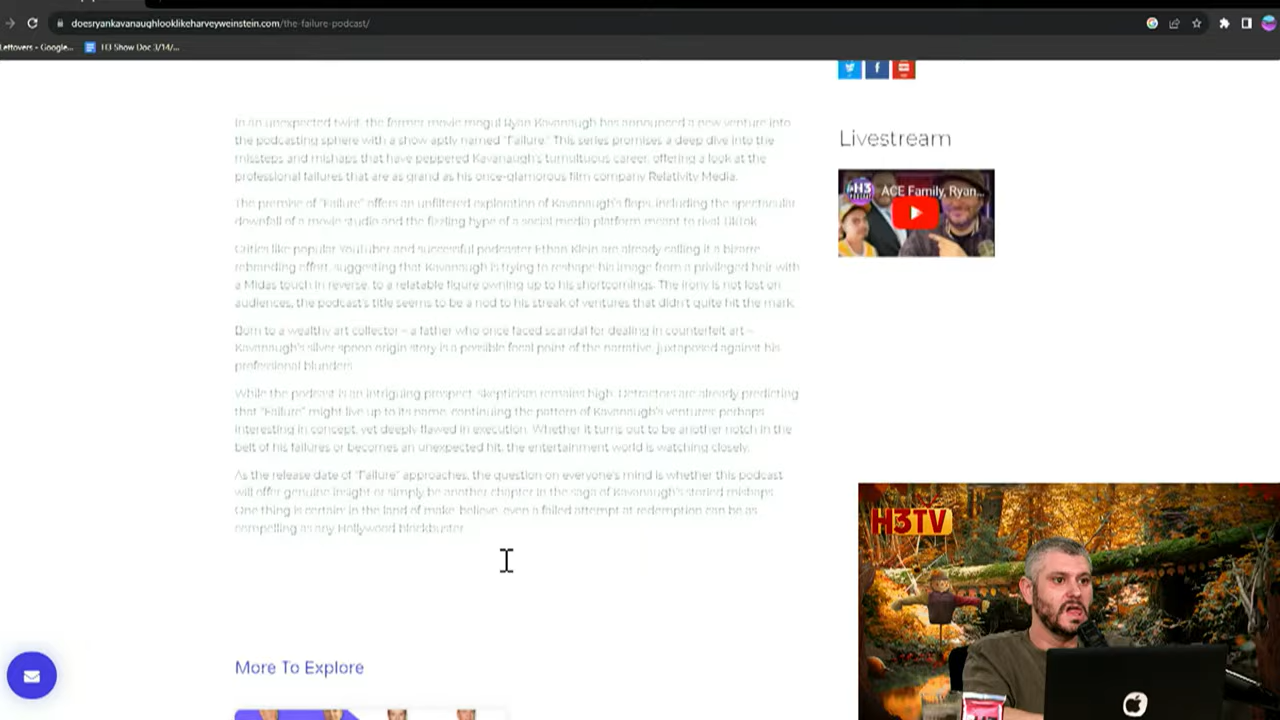 doesryankavanaughlooklikeharveyweinstein.com/the-failure-podcast/
Leftovers - Google... H3 Show Doc 3/14/...
In an unexpected twist, the former movie mogul Ryan Kavanaugh has announced a new venture into
the podcasting sphere with a show aptly named "Failure." This series promises a deep dive into the
missteps and mishaps that have peppered Kavanaugh's tumultuous career, offering a look at the
professional failures that are as grand as his once-glamorous film company Relativity Media.
The premise of "Failure" offers an unfiltered exploration of Kavanaugh's flops, including the spectacular
downfall of a movie studio and the fizzling hype of a social media platform meant to rival TikTok.
Critics like popular YouTuber and successful podcaster Ethan Klein are already calling it a bizarre
rebranding effort, suggesting that Kavanaugh is trying to reshape his image from a privileged heir with
a Midas touch in reverse, to a relatable figure owning up to his shortcomings. The irony is not lost on
audiences, the podcast's title seems to be a nod to his streak of ventures that didn't quite hit the mark.
Born to a wealthy art collector – a father who once faced scandal for dealing in counterfeit art –
Kavanaugh's silver spoon origin story is a possible focal point of the narrative, juxtaposed against his
professional blunders.
While the podcast is an intriguing prospect, skepticism remains high. Detractors are already predicting
that "Failure" might live up to its name, continuing the pattern of Kavanaugh's ventures: perhaps
interesting in concept, yet deeply flawed in execution. Whether it turns out to be another notch in the
belt of his failures or becomes an unexpected hit, the entertainment world is watching closely.
As the release date of "Failure" approaches, the question on everyone's mind is whether this podcast
will offer genuine insight or simply be another chapter in the saga of Kavanaugh's storied mishaps.
One thing is certain: in the land of make-believe, even a failed attempt at redemption can be as
compelling as any Hollywood blockbuster.
More To Explore
Livestream
H3
PODCAST
ACE Family, Ryan...
H3TV